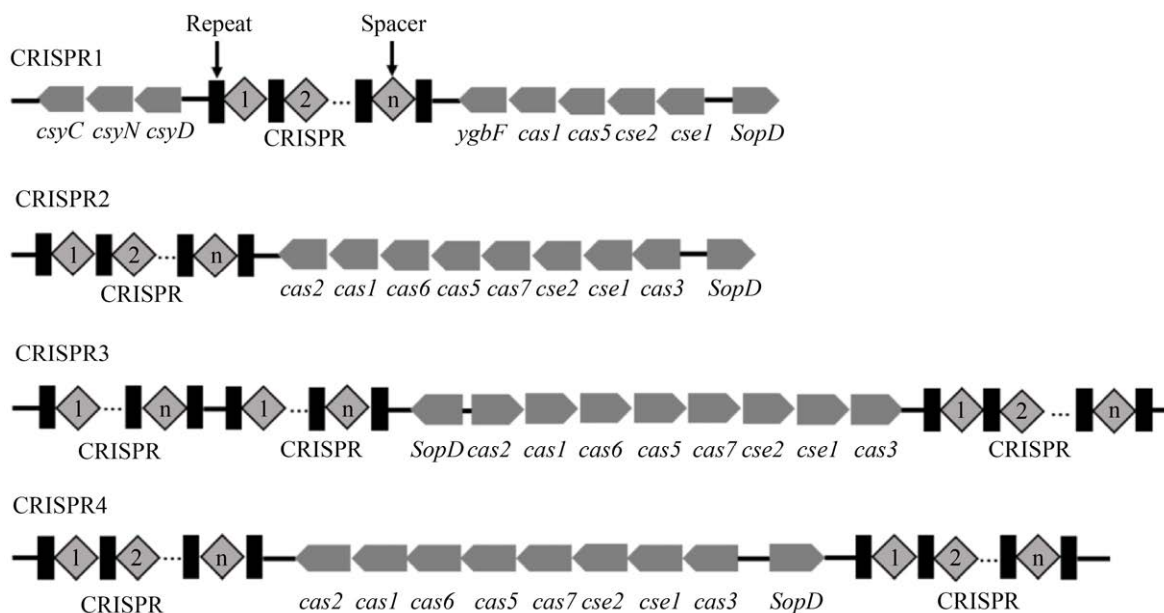 Repeat Spacer
CRISPR1
1 2 ... n
csyC csyN csyD CRISPR ygbF cas1 cas5 cse2 cse1 SopD
CRISPR2
1 2 ... n
CRISPR cas2 cas1 cas6 cas5 cas7 cse2 cse1 cas3 SopD
CRISPR3
1 ... n 1 ... n 1 2 ... n
CRISPR CRISPR SopD cas2 cas1 cas6 cas5 cas7 cse2 cse1 cas3 CRISPR
CRISPR4
1 2 ... n 1 2 ... n
CRISPR cas2 cas1 cas6 cas5 cas7 cse2 cse1 cas3 SopD CRISPR